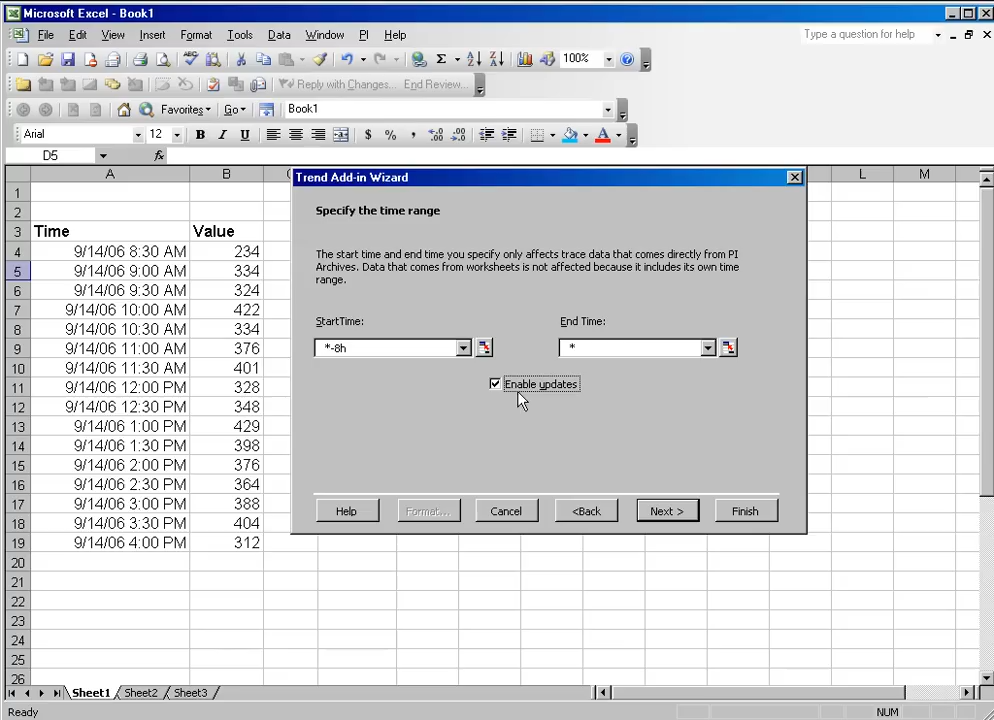 Microsoft Excel - Book1
File Edit View Insert Format Tools Data Window PI Help
Type a question for help
100%
Reply with Changes... End Review...
Favorites Go Book1
Arial 12 B I U $ % ,
D5 fx
A B L M
1
2
3 Time Value
4 9/14/06 8:30 AM 234
5 9/14/06 9:00 AM 334
6 9/14/06 9:30 AM 324
7 9/14/06 10:00 AM 422
8 9/14/06 10:30 AM 334
9 9/14/06 11:00 AM 376
10 9/14/06 11:30 AM 401
11 9/14/06 12:00 PM 328
12 9/14/06 12:30 PM 348
13 9/14/06 1:00 PM 429
14 9/14/06 1:30 PM 398
15 9/14/06 2:00 PM 376
16 9/14/06 2:30 PM 364
17 9/14/06 3:00 PM 388
18 9/14/06 3:30 PM 404
19 9/14/06 4:00 PM 312
20
21
22
23
24
25
26
Trend Add-in Wizard
Specify the time range
The start time and end time you specify only affects trace data that comes directly from PI
Archives. Data that comes from worksheets is not affected because it includes its own time
range.
StartTime: End Time:
*-8h *
Enable updates
Help Format... Cancel <Back Next > Finish
Sheet1 Sheet2 Sheet3
Ready NUM